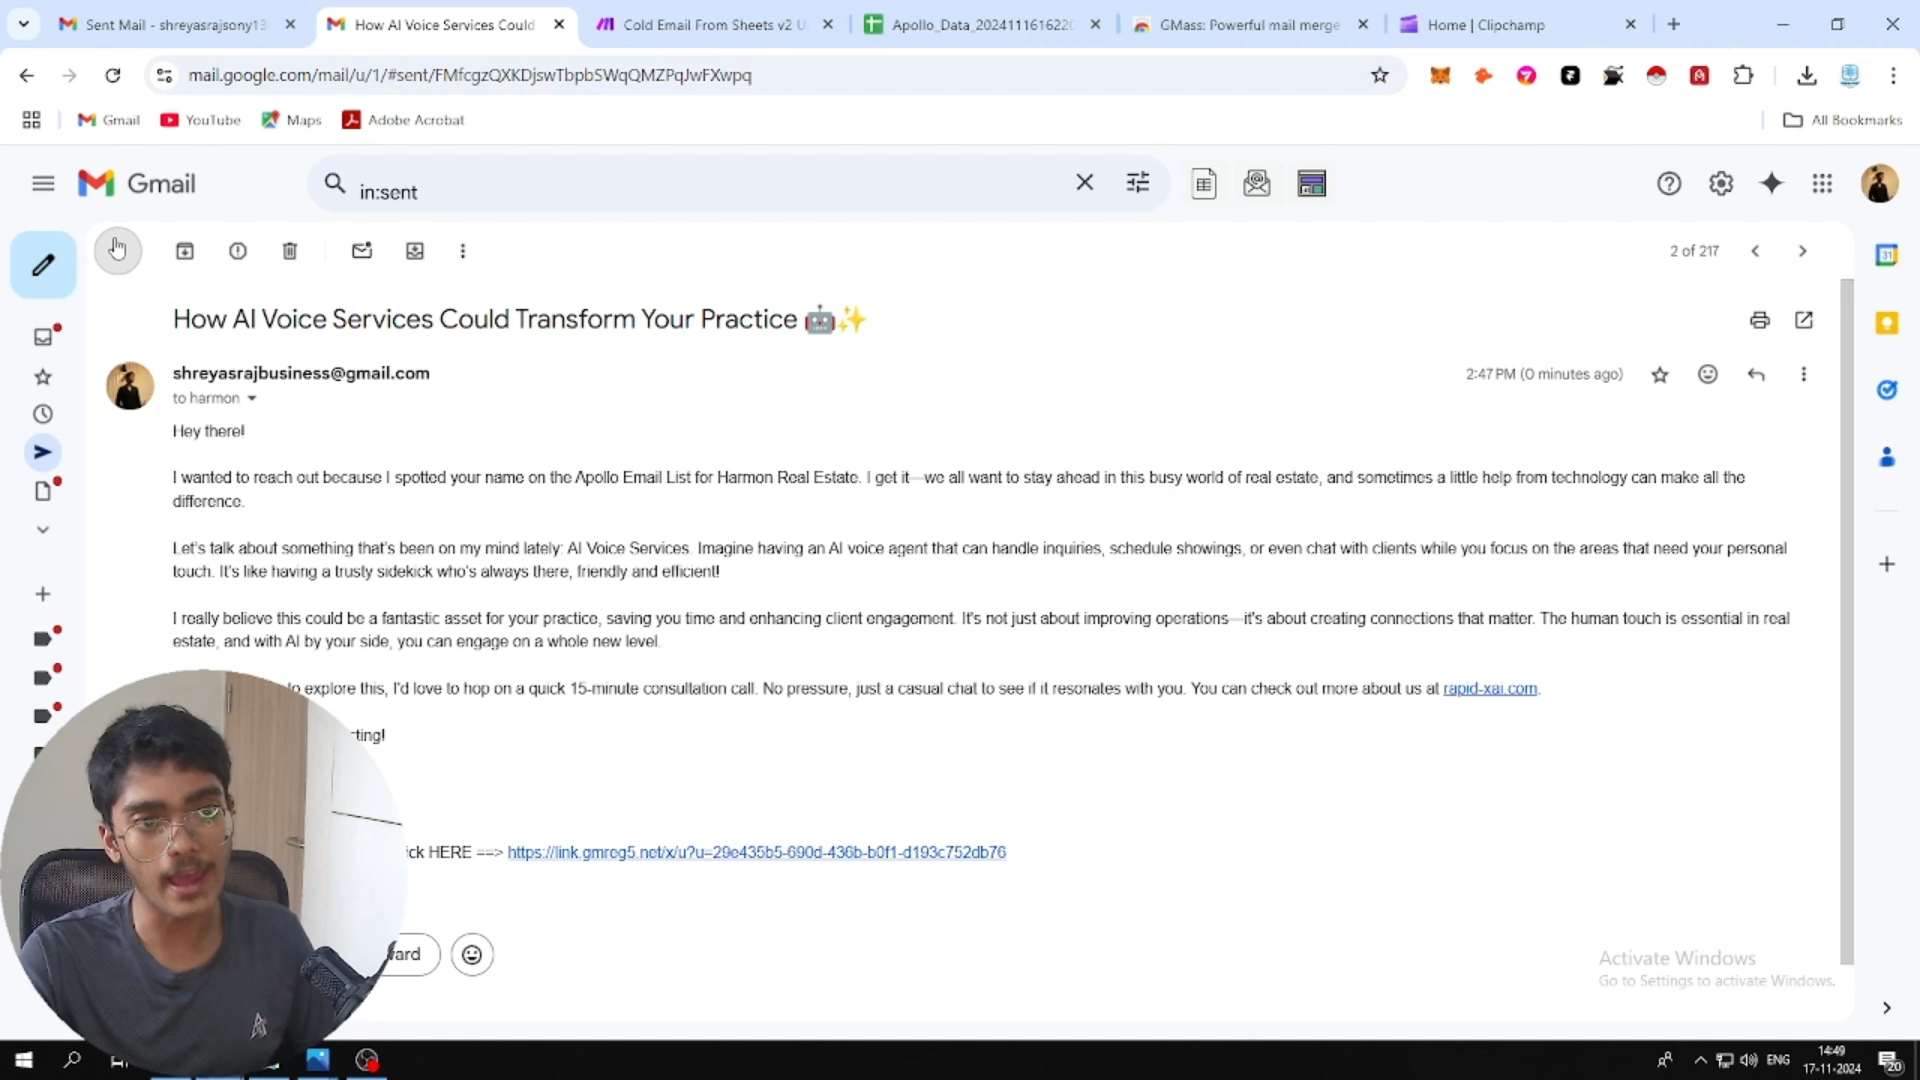 Sent Mail - shreyasrajsony13
How AI Voice Services Could
Cold Email From Sheets v2 U
Apollo_Data_202411161622
GMass: Powerful mail merge
Home | Clipchamp
mail.google.com/mail/u/1/#sent/FMfcgzQXKDjswTbpbSWqQMZPqJwFXwpq
Gmail
YouTube
Maps
Adobe Acrobat
All Bookmarks
Gmail
in:sent
2 of 217
How AI Voice Services Could Transform Your Practice 🤖✨
shreyasrajbusiness@gmail.com
2:47 PM (0 minutes ago)
to harmon
Hey there!
I wanted to reach out because I spotted your name on the Apollo Email List for Harmon Real Estate. I get it—we all want to stay ahead in this busy world of real estate, and sometimes a little help from technology can make all the
difference.
Let's talk about something that's been on my mind lately: AI Voice Services. Imagine having an AI voice agent that can handle inquiries, schedule showings, or even chat with clients while you focus on the areas that need your personal
touch. It's like having a trusty sidekick who's always there, friendly and efficient!
I really believe this could be a fantastic asset for your practice, saving you time and enhancing client engagement. It's not just about improving operations—it's about creating connections that matter. The human touch is essential in real
estate, and with AI by your side, you can engage on a whole new level.
to explore this, I'd love to hop on a quick 15-minute consultation call. No pressure, just a casual chat to see if it resonates with you. You can check out more about us at rapid-xai.com.
cting!
ick HERE ==> https://link.gmreg5.net/x/u?u=29e435b5-690d-436b-b0f1-d193c752db76
ward
Activate Windows
Go to Settings to activate Windows.
31
ENG
14:49
17-11-2024
20